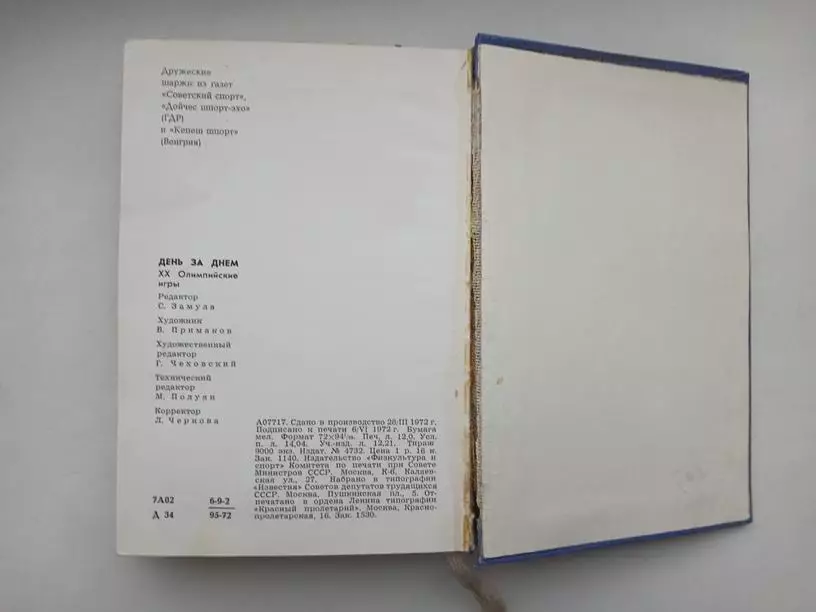 Дружеские
шаржи из газет
«Советский спорт»,
«Дойчес шпорт-эхо»
(ГДР)
и «Кепеш шпорт»
(Венгрия)
ДЕНЬ ЗА ДНЕМ
XX Олимпийские
игры
Редактор
С. Замула
Художник
В. Приманов
Художественный
редактор
Г. Чеховский
Технический
редактор
М. Полуян
Корректор
Л. Чернова
7А02 6-9-2
Д 34 95-72
А07717. Сдано в производство 28/III 1972 г.
Подписано к печати 6/VI 1972 г. Бумага
мел. Формат 72×94¹/₁₆. Печ. л. 12,0. Усл.
п. л. 14,04. Уч.-изд. л. 12,21. Тираж
9000 экз. Издат. № 4732. Цена 1 р. 16 к.
Зак. 1140. Издательство «Физкультура и
спорт» Комитета по печати при Совете
Министров СССР. Москва, К-6. Каляев-
ская ул., 27. Набрано в типографии
«Известия» Советов депутатов трудящихся
СССР. Москва, Пушкинская пл., 5. От-
печатано в ордена Ленина типографии
«Красный пролетарий», Москва, Красно-
пролетарская, 16. Зак. 1530.